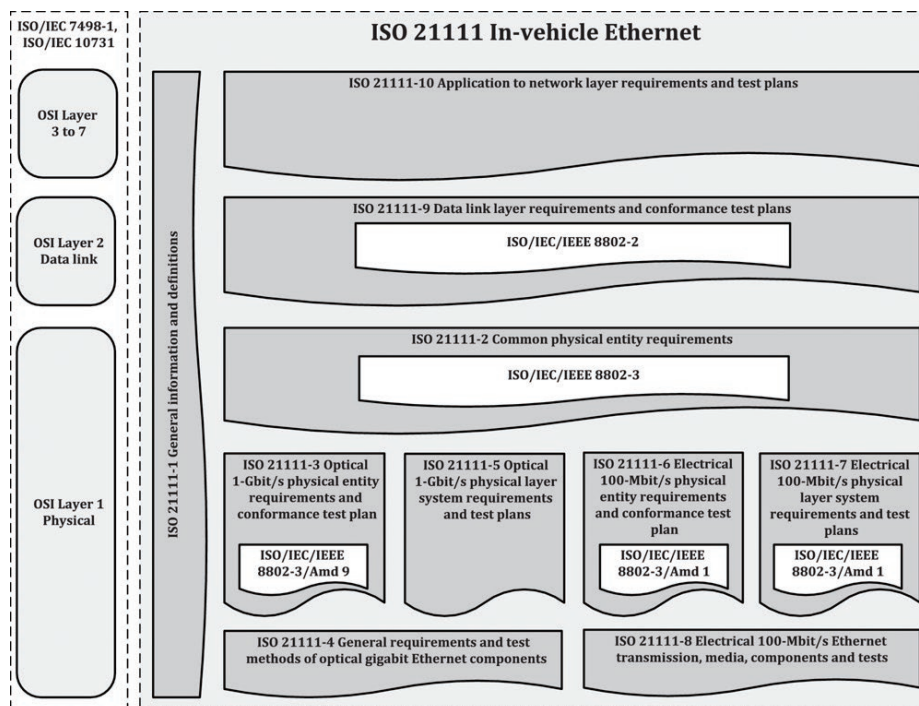 ISO/IEC 7498-1,
ISO/IEC 10731
OSI Layer
3 to 7
OSI Layer 2
Data link
OSI Layer 1
Physical
ISO 21111 In-vehicle Ethernet
ISO 21111-1 General information and definitions
ISO 21111-10 Application to network layer requirements and test plans
ISO 21111-9 Data link layer requirements and conformance test plans
ISO/IEC/IEEE 8802-2
ISO 21111-2 Common physical entity requirements
ISO/IEC/IEEE 8802-3
ISO 21111-3 Optical
1-Gbit/s physical entity
requirements and
conformance test plan
ISO/IEC/IEEE
8802-3/Amd 9
ISO 21111-5 Optical
1-Gbit/s physical layer
system requirements
and test plans
ISO 21111-6 Electrical
100-Mbit/s physical
entity requirements
and conformance test
plan
ISO/IEC/IEEE
8802-3/Amd 1
ISO 21111-7 Electrical
100-Mbit/s physical
layer system
requirements and test
plans
ISO/IEC/IEEE
8802-3/Amd 1
ISO 21111-4 General requirements and test
methods of optical gigabit Ethernet components
ISO 21111-8 Electrical 100-Mbit/s Ethernet
transmission, media, components and tests